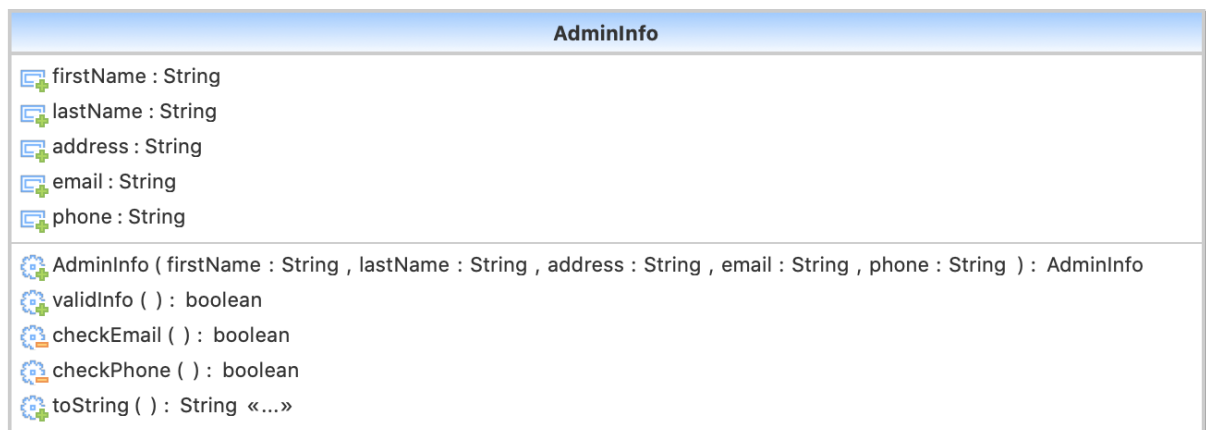 AdminInfo
firstName : String
lastName : String
address : String
email : String
phone : String
AdminInfo ( firstName : String , lastName : String , address : String , email : String , phone : String ) : AdminInfo
validInfo ( ) : boolean
checkEmail ( ) : boolean
checkPhone ( ) : boolean
toString ( ) : String «...»